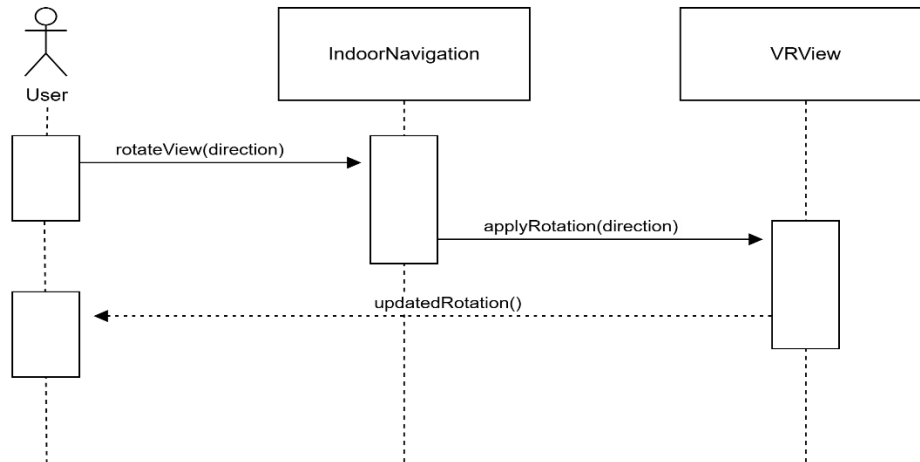 IndoorNavigation
VRView
User
rotateView(direction)
applyRotation(direction)
updatedRotation()